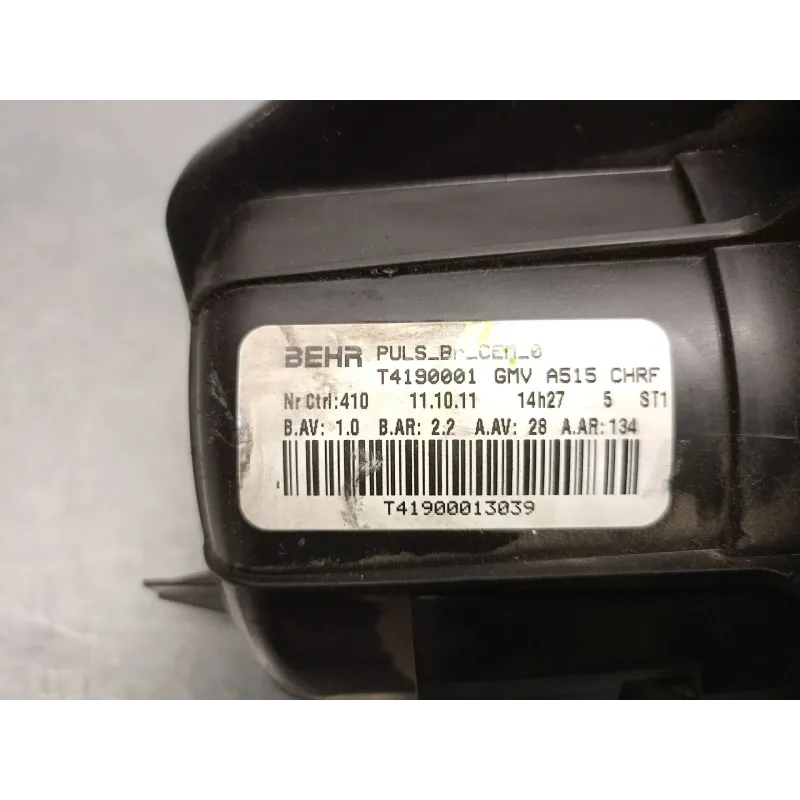 BEHR PULS_Br_CEM_0
T4190001 GMV A515 CHRF
Nr Ctrl:410 11.10.11 14h27 5 ST1
B.AV: 1.0 B.AR: 2.2 A.AV: 28 A.AR: 134
T41900013039